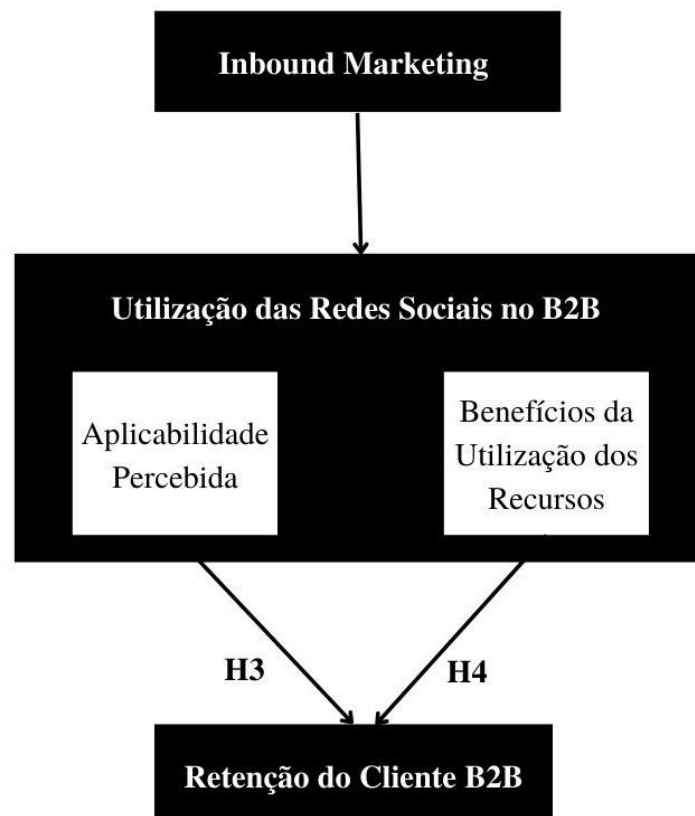 Inbound Marketing
Utilização das Redes Sociais no B2B
Aplicabilidade
Percebida
Benefícios da
Utilização dos
Recursos
H3
H4
Retenção do Cliente B2B